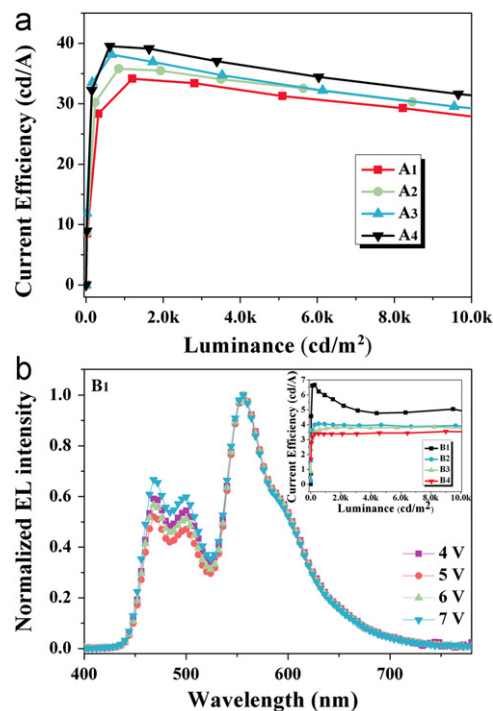 a
Current Efficiency (cd/A)
40
30
20
10
0
A1
A2
A3
A4
0.0
2.0k
4.0k
6.0k
8.0k
10.0k
Luminance (cd/m²)
b
B1
Normalized EL intensity
1.0
0.8
0.6
0.4
0.2
0.0
Current Efficiency (cd/A)
7
6
5
4
3
2
1
0
B1
B2
B3
B4
0.0
2.0k
4.0k
6.0k
8.0k
10.0k
Luminance (cd/m²)
4 V
5 V
6 V
7 V
400
500
600
700
Wavelength (nm)